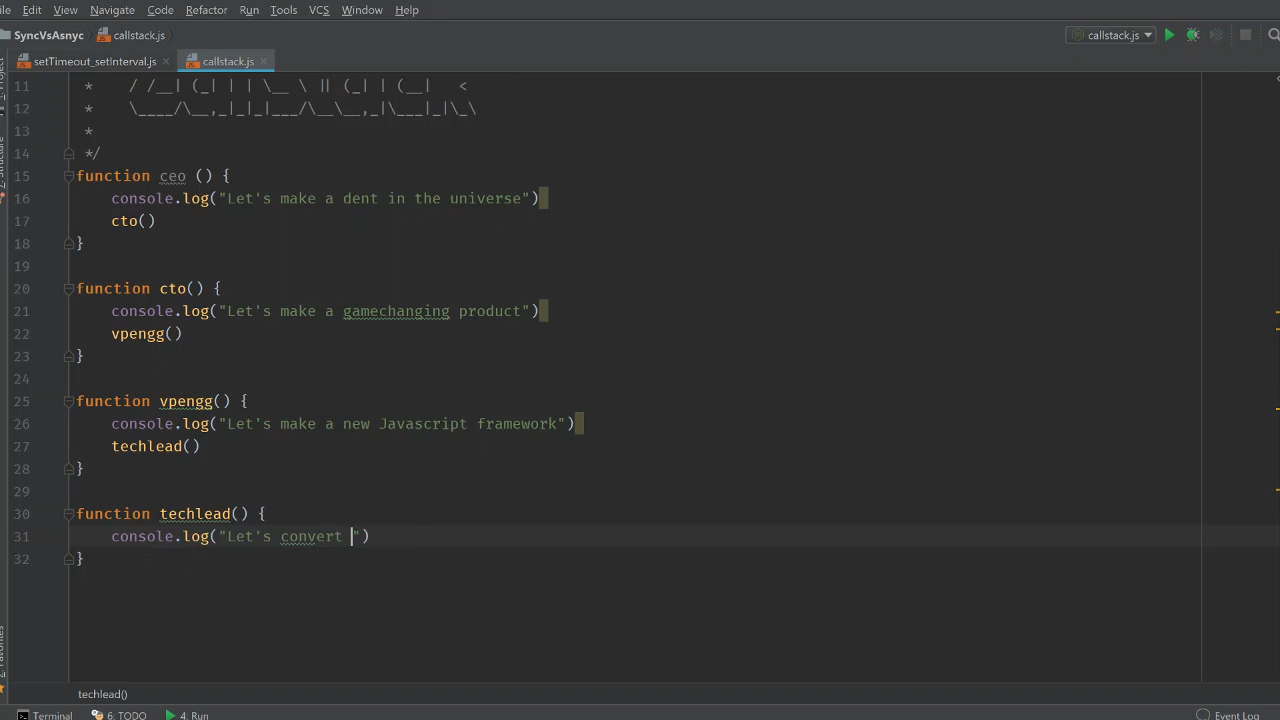 ile Edit View Navigate Code Refactor Run Tools VCS Window Help
SyncVsAsnyc callstack.js callstack.js
setTimeout_setInterval.js callstack.js
11 * / /__| (_| | | \__ \ || (_| | (__|   <
12 * \____/\__,_|_|_|___/\__\__,_|\___|_|\_\
13 *
14 */
15 function ceo () {
16 console.log("Let's make a dent in the universe")
17 cto()
18 }
19
20 function cto() {
21 console.log("Let's make a gamechanging product")
22 vpengg()
23 }
24
25 function vpengg() {
26 console.log("Let's make a new Javascript framework")
27 techlead()
28 }
29
30 function techlead() {
31 console.log("Let's convert ")
32 }
techlead()
Terminal 6: TODO 4: Run Event Log